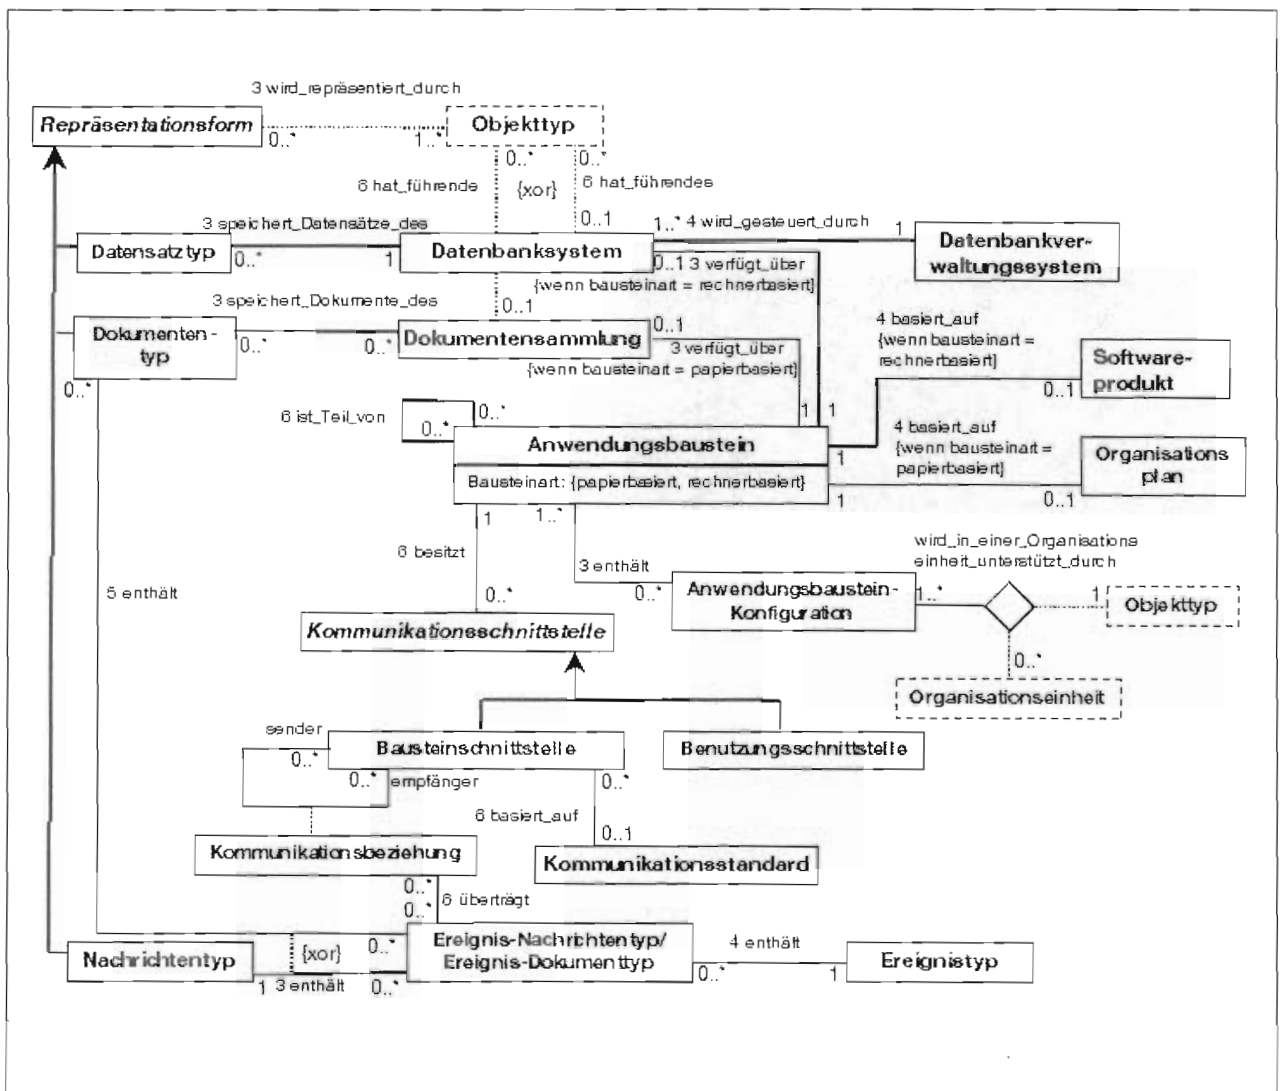 3 wird_repräsentiert_durch
Repräsentationsform
0..*
1..*
Objekttyp
0..*
0..*
6 hat_führende
{xor}
6 hat_führendes
0..1
3 speichert_Datensätze_des
1..*
4 wird_gesteuert_durch
1
Datensatztyp
0..*
1
Datenbanksystem
Datenbankver-
waltungssystem
0..1
3 verfügt_über
{wenn bausteinart = rechnerbasiert}
3 speichert_Dokumente_des
0..1
Dokumenten-
typ
0..*
0..*
Dokumentensammlung
0..1
3 verfügt_über
{wenn bausteinart = papierbasiert}
4 basiert_auf
{wenn bausteinart =
rechnerbasiert}
Software-
produkt
0..1
0..*
6 ist_Teil_von
0..*
0..*
1
1
Anwendungsbaustein
1
4 basiert_auf
{wenn bausteinart =
papierbasiert}
Organisations
plan
Bausteinart: {papierbasiert, rechnerbasiert}
1
0..1
1
1..*
6 besitzt
3 enthält
wird_in_einer_Organisations
einheit_unterstützt_durch
5 enthält
0..*
0..*
Anwendungsbaustein-
Konfiguration
1..*
1
Objekttyp
Kommunikationsschnittstelle
0..*
Organisationseinheit
sender
0..*
Bausteinschnittstelle
Benutzungsschnittstelle
0..*
empfänger
0..*
6 basiert_auf
0..1
Kommunikationsbeziehung
Kommunikationsstandard
0..*
6 überträgt
0..*
Nachrichtentyp
{xor}
0..*
Ereignis-Nachrichtentyp/
Ereignis-Dokumenttyp
4 enthält
Ereignistyp
0..*
1
1
3 enthält
0..*